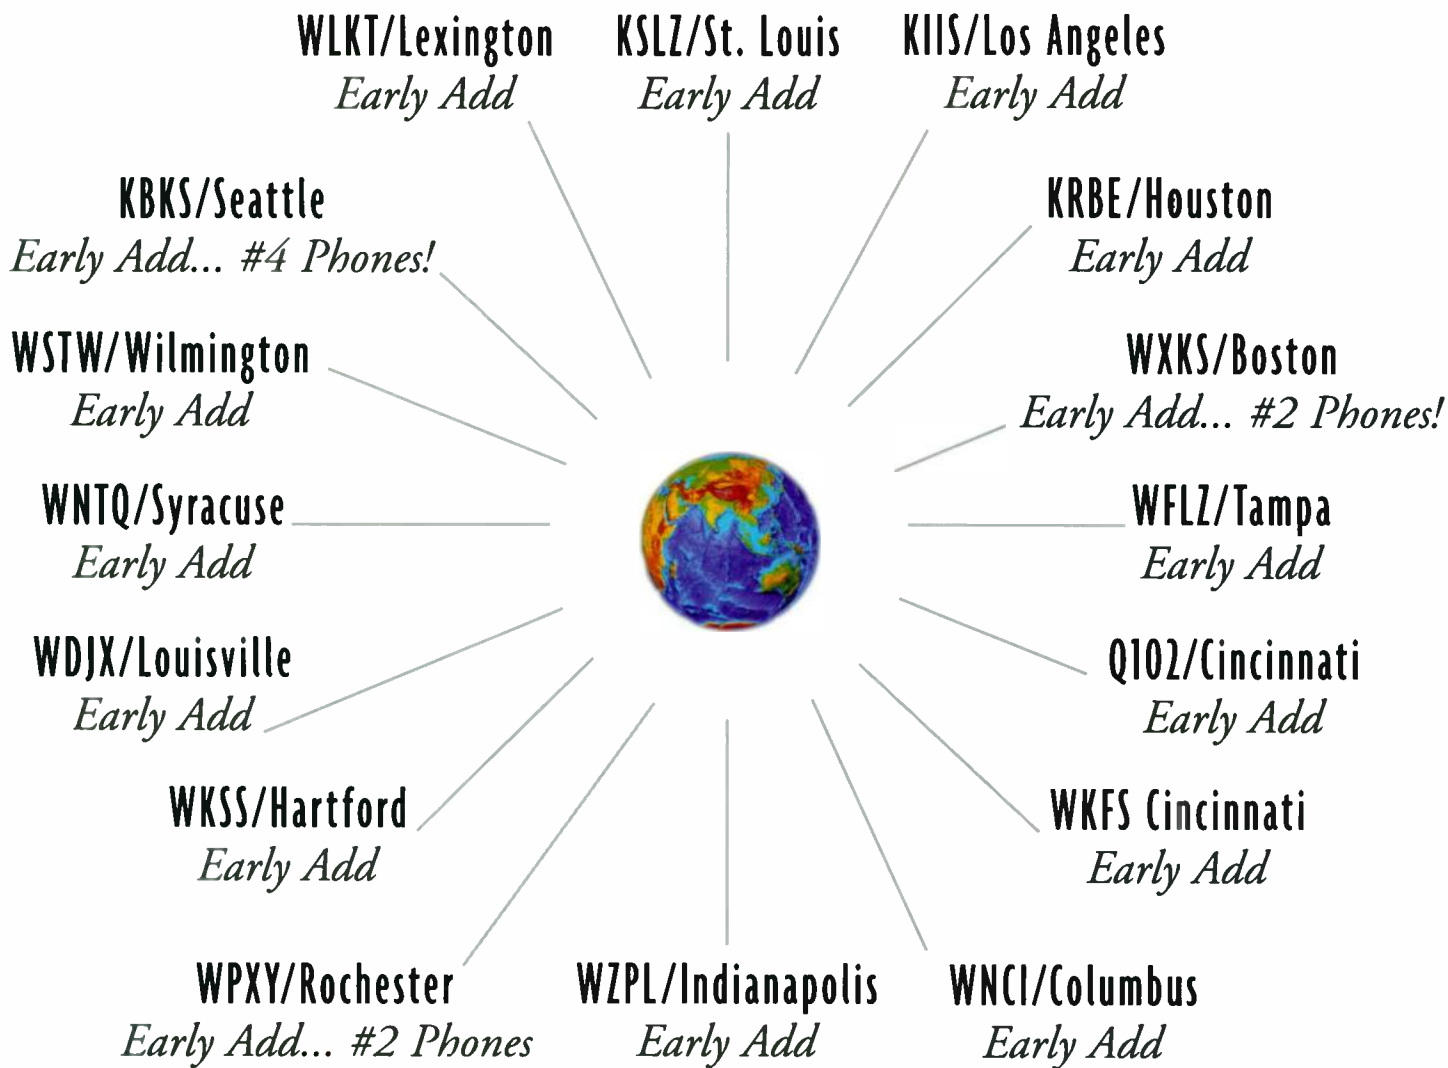 WLKT/Lexington
Early Add
KSLZ/St. Louis
Early Add
KIIS/Los Angeles
Early Add
KBKS/Seattle
Early Add... #4 Phones!
KRBE/Houston
Early Add
WSTW/Wilmington
Early Add
WXKS/Boston
Early Add... #2 Phones!
WNTQ/Syracuse
Early Add
WFLZ/Tampa
Early Add
WDJX/Louisville
Early Add
Q102/Cincinnati
Early Add
WKSS/Hartford
Early Add
WKFS Cincinnati
Early Add
WPXY/Rochester
Early Add... #2 Phones
WZPL/Indianapolis
Early Add
WNCI/Columbus
Early Add